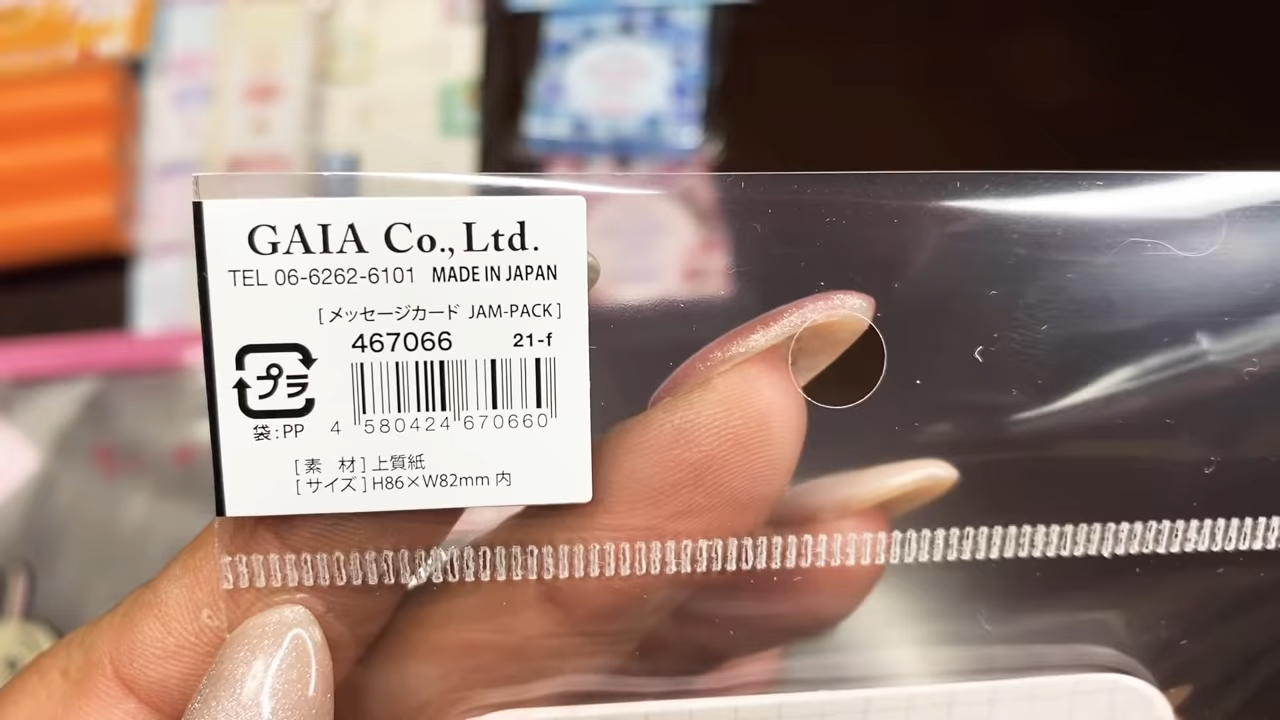 GAIA Co., Ltd.
TEL 06-6262-6101 MADE IN JAPAN
[メッセージカード JAM-PACK]
467066 21-f
プラ
袋:PP
4 580424 670660
[素 材]上質紙
[サイズ]H86×W82mm 内